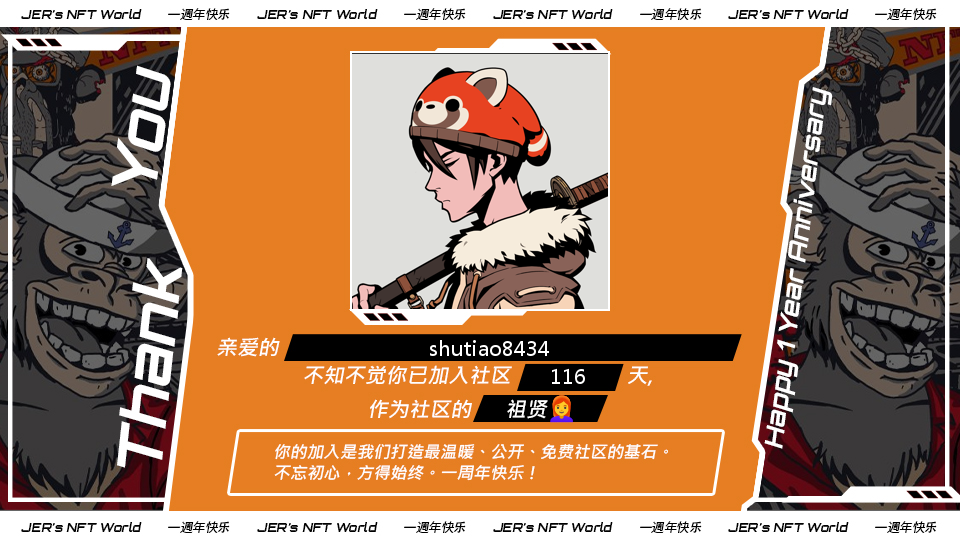 JER's NFT World 一週年快乐 JER's NFT World 一週年快乐 JER's NFT World 一週年快乐 JER's NFT World 一週年快乐
Thank You
Happy 1 Year Anniversary
亲爱的 shutiao8434
不知不觉你已加入社区 116 天,
作为社区的 祖贤👩‍🦰
你的加入是我们打造最温暖、公开、免费社区的基石。
不忘初心，方得始终。一周年快乐！
JER's NFT World 一週年快乐 JER's NFT World 一週年快乐 JER's NFT World 一週年快乐 JER's NFT World 一週年快乐